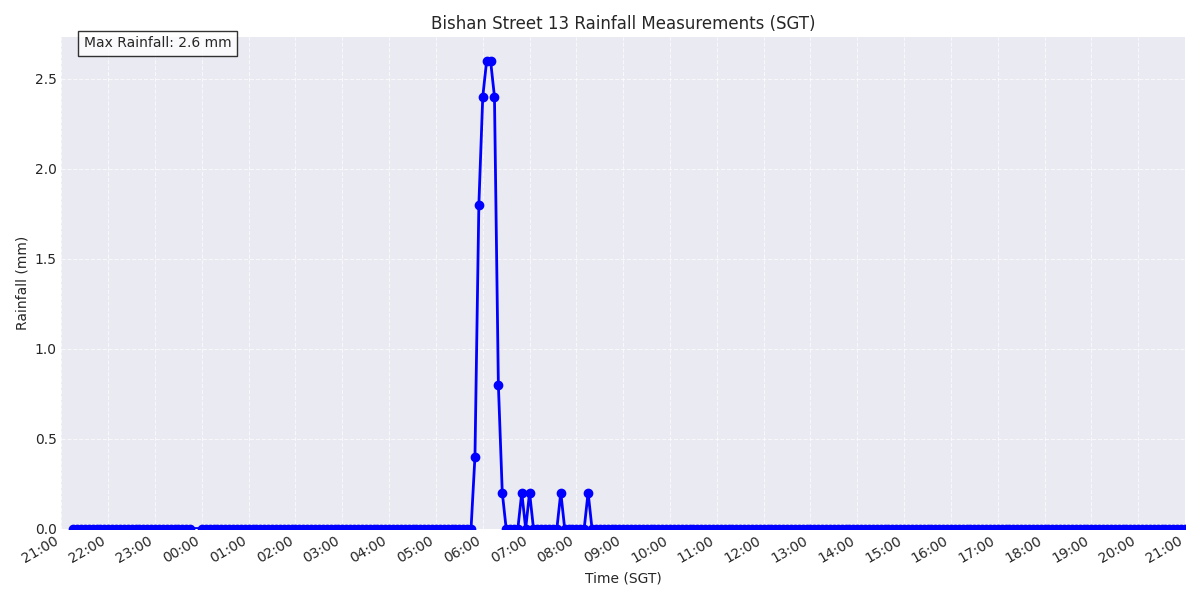 Bishan Street 13 Rainfall Measurements (SGT)
Max Rainfall: 2.6 mm
2.5
2.0
1.5
1.0
0.5
0.0
Rainfall (mm)
21:00 22:00 23:00 00:00 01:00 02:00 03:00 04:00 05:00 06:00 07:00 08:00 09:00 10:00 11:00 12:00 13:00 14:00 15:00 16:00 17:00 18:00 19:00 20:00 21:00
Time (SGT)